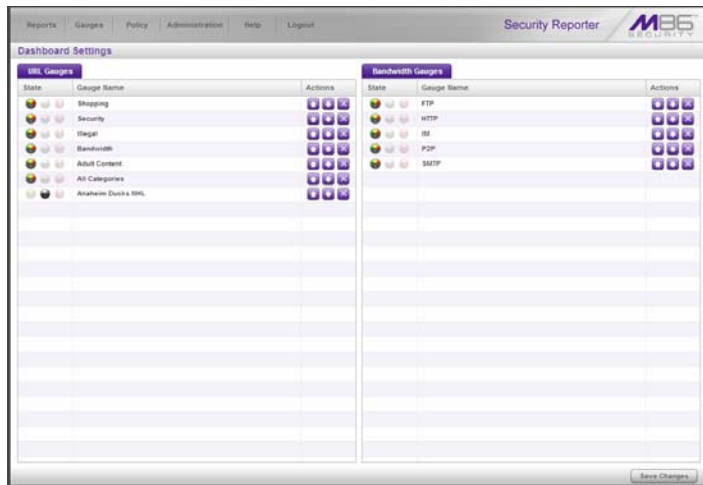 Reports Gauges Policy Administration Help Logout
Security Reporter
M86 SECURITY
Dashboard Settings
URL Gauges
State Gauge Name Actions
Shopping
Security
Illegal
Bandwidth
Adult Content
All Categories
Anaheim Ducks NHL
Bandwidth Gauges
State Gauge Name Actions
FTP
HTTP
IM
P2P
SMTP
Save Changes